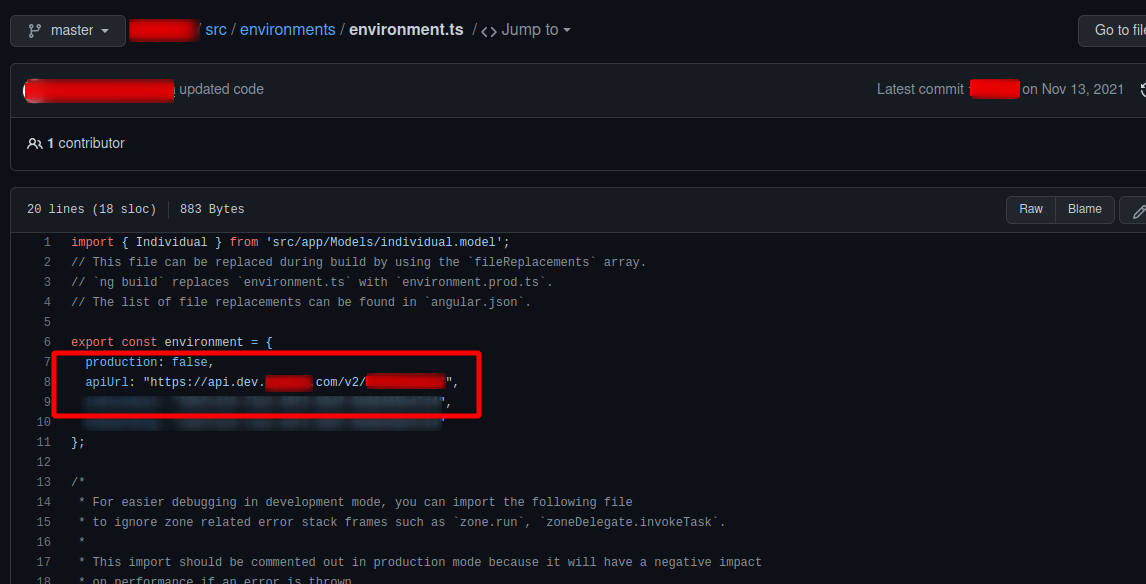 master / src / environments / environment.ts / Jump to Go to file
updated code Latest commit on Nov 13, 2021
1 contributor
20 lines (18 sloc) 883 Bytes Raw Blame
1 import { Individual } from 'src/app/Models/individual.model';
2 // This file can be replaced during build by using the `fileReplacements` array.
3 // `ng build` replaces `environment.ts` with `environment.prod.ts`.
4 // The list of file replacements can be found in `angular.json`.
5
6 export const environment = {
7 production: false,
8 apiUrl: "https://api.dev. .com/v2/ ",
9 ",
10
11 };
12
13 /*
14 * For easier debugging in development mode, you can import the following file
15 * to ignore zone related error stack frames such as `zone.run`, `zoneDelegate.invokeTask`.
16 *
17 * This import should be commented out in production mode because it will have a negative impact
18 * on performance if an error is thrown